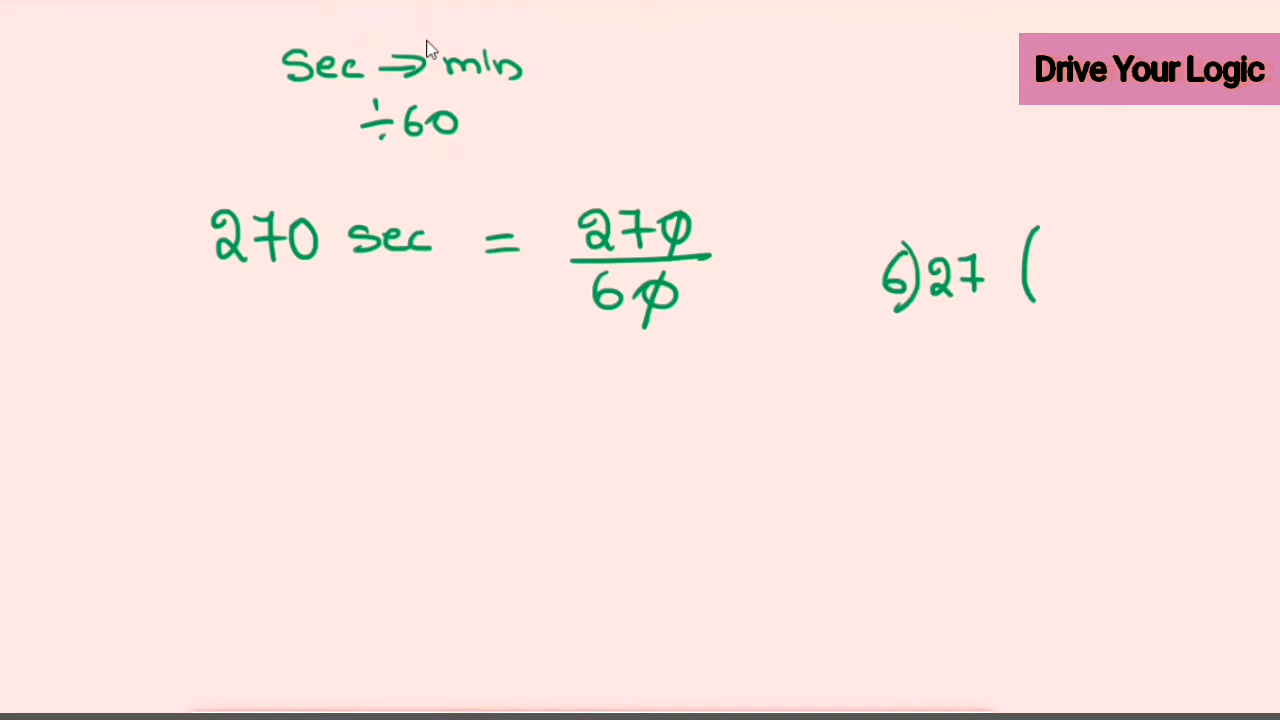 Sec → min
÷60
Drive Your Logic
270 sec = 270/60
6)27 (